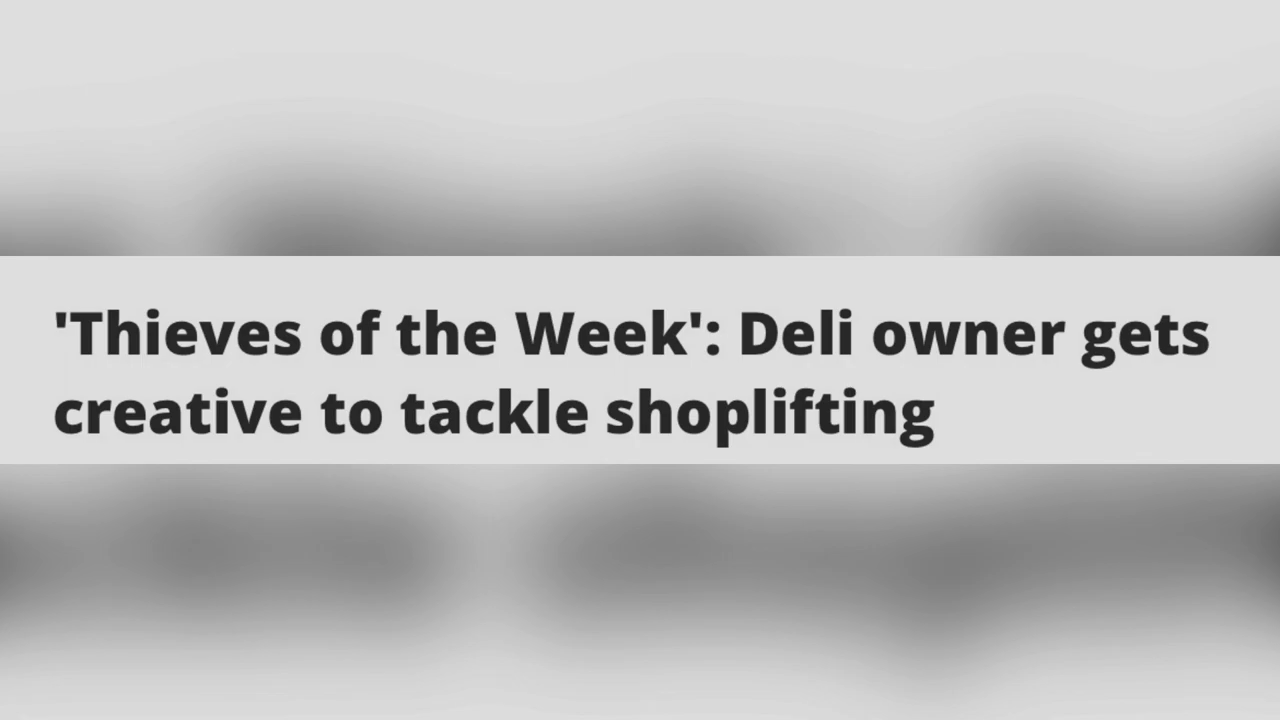 'Thieves of the Week': Deli owner gets
creative to tackle shoplifting